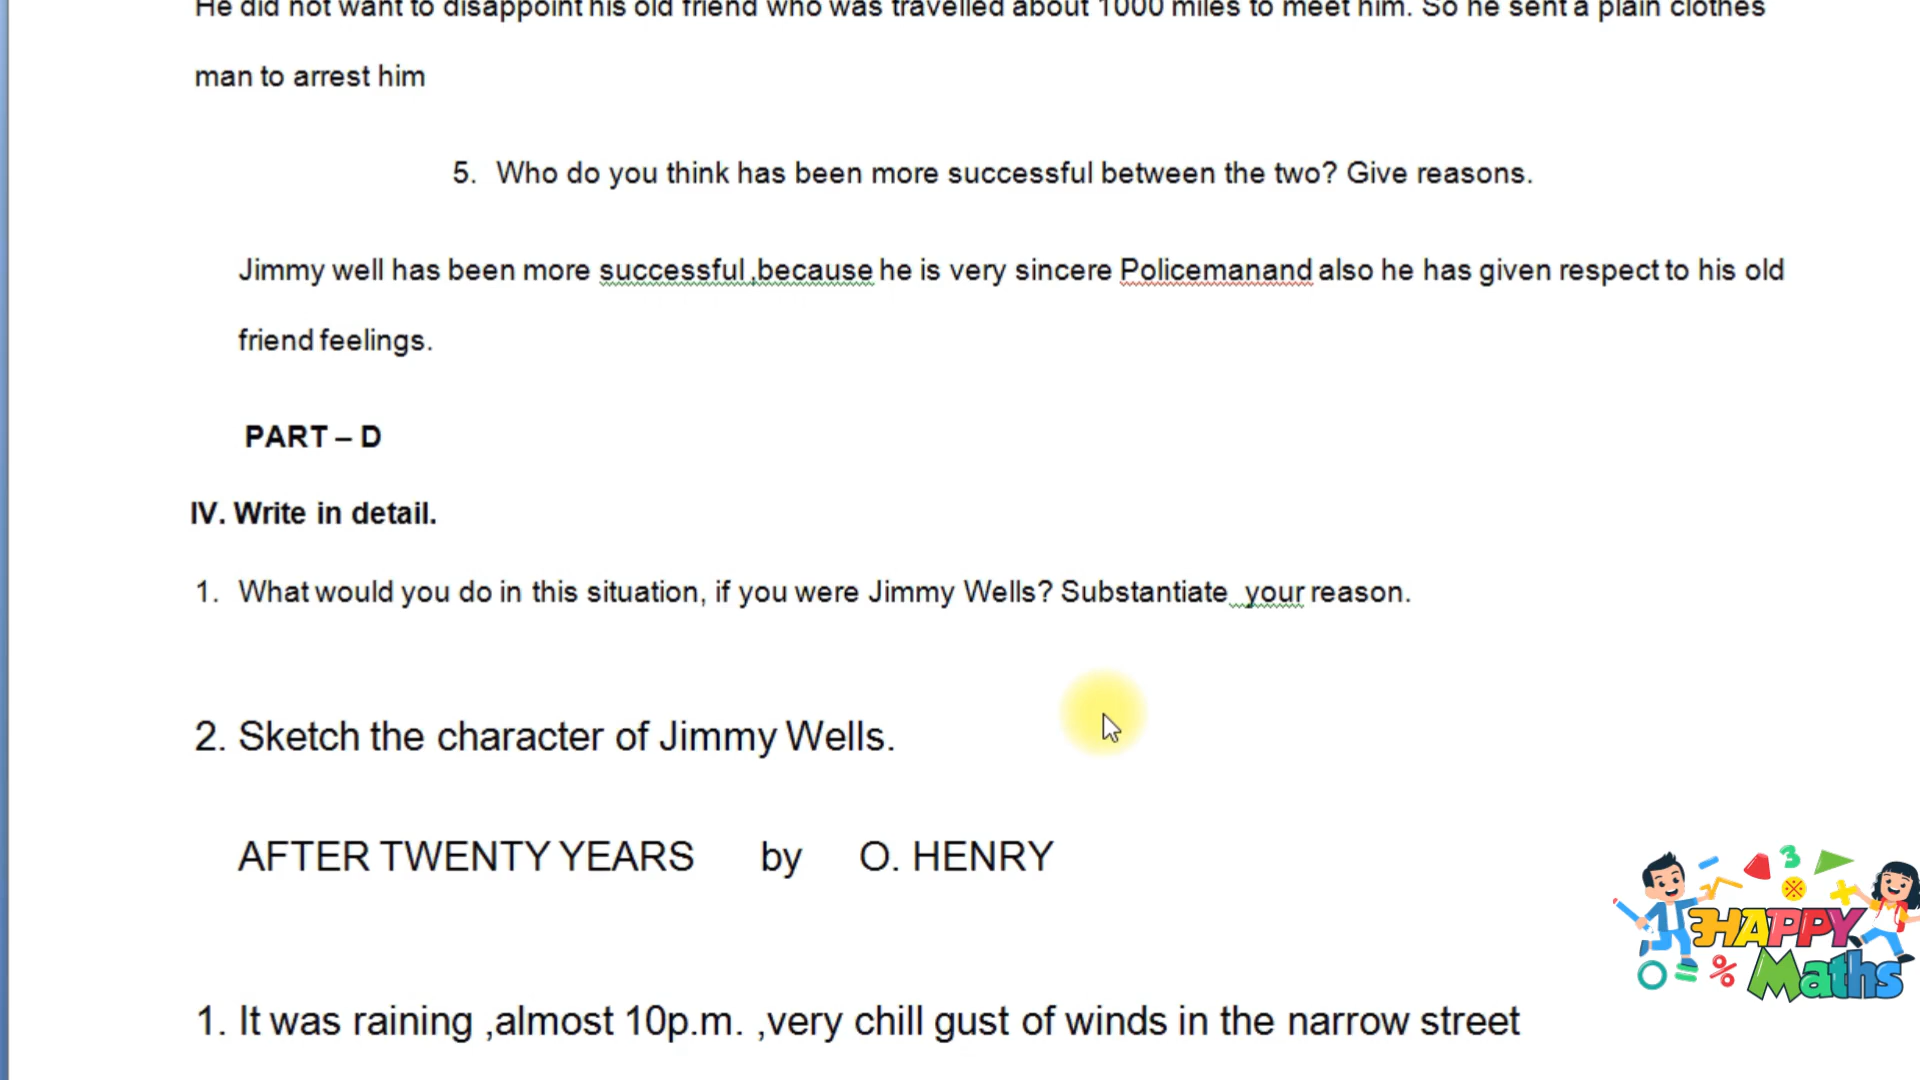 He did not want to disappoint his old friend who was travelled about 1000 miles to meet him. So he sent a plain clothes
man to arrest him
5. Who do you think has been more successful between the two? Give reasons.
Jimmy well has been more successful ,because he is very sincere Policemanand also he has given respect to his old
friend feelings.
PART – D
IV. Write in detail.
1. What would you do in this situation, if you were Jimmy Wells? Substantiate  your reason.
2. Sketch the character of Jimmy Wells.
AFTER TWENTY YEARS by O. HENRY
3
HAPPY
% Maths
1. It was raining ,almost 10p.m. ,very chill gust of winds in the narrow street